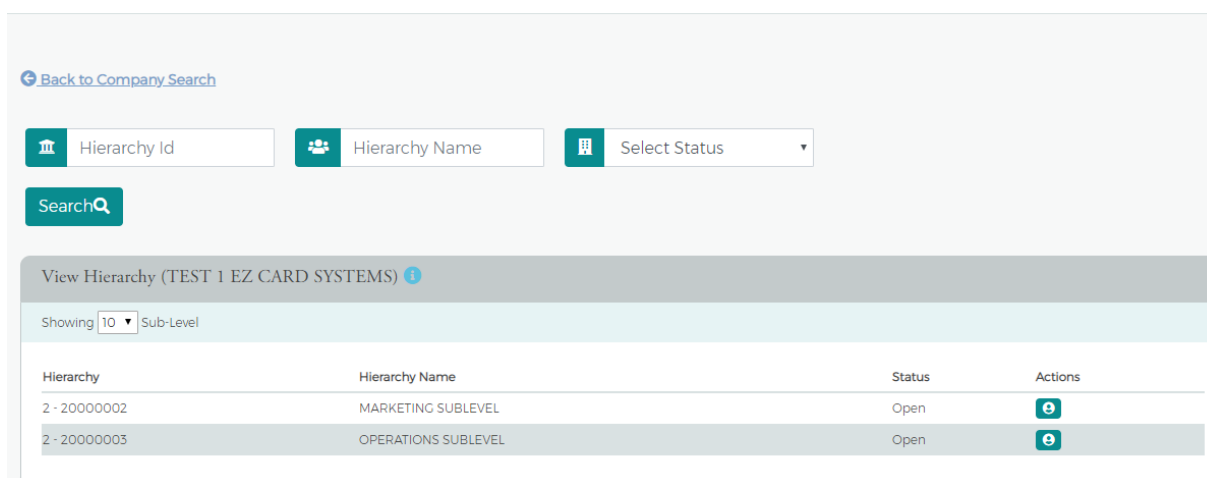 Back to Company Search
Hierarchy Id Hierarchy Name Select Status
Search
View Hierarchy (TEST 1 EZ CARD SYSTEMS)
Showing 10 Sub-Level
Hierarchy Hierarchy Name Status Actions
2 - 20000002 MARKETING SUBLEVEL Open
2 - 20000003 OPERATIONS SUBLEVEL Open